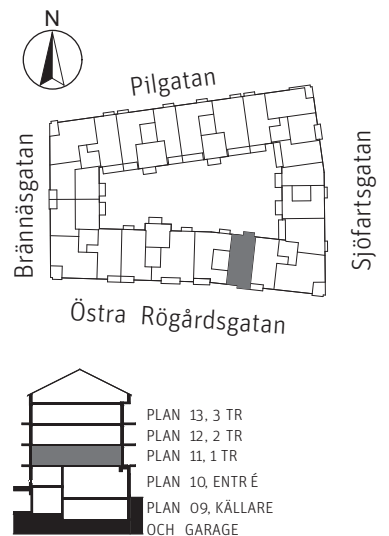 N
Pilgatan
Brännäsgatan
Sjöfartsgatan
Östra Rögårdsgatan
PLAN 13, 3 TR
PLAN 12, 2 TR
PLAN 11, 1 TR
PLAN 10, ENTRÉ
PLAN 09, KÄLLARE
OCH GARAGE